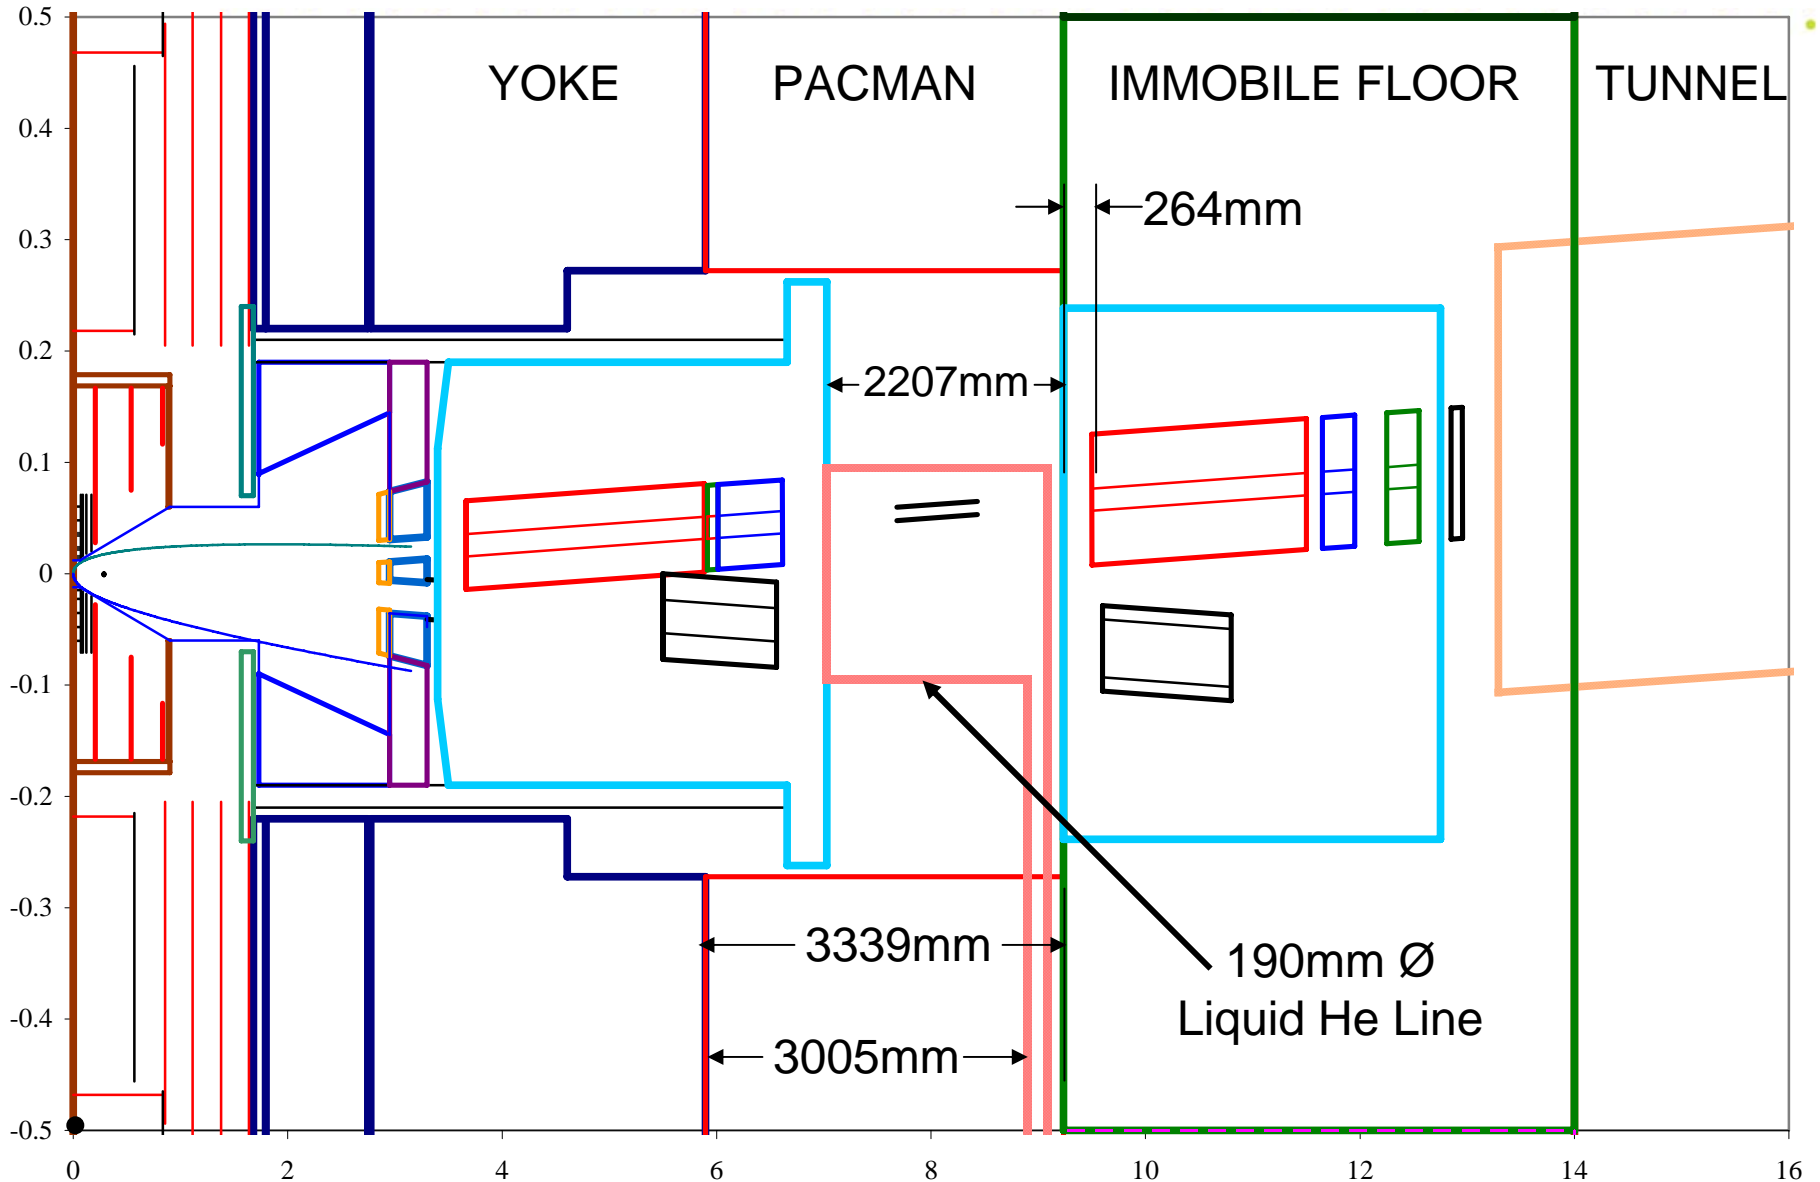 0.5
0.4
0.3
0.2
0.1
0
-0.1
-0.2
-0.3
-0.4
-0.5
YOKE PACMAN IMMOBILE FLOOR TUNNEL
264mm
2207mm
3339mm
190mm Ø
Liquid He Line
3005mm
0 2 4 6 8 10 12 14 16